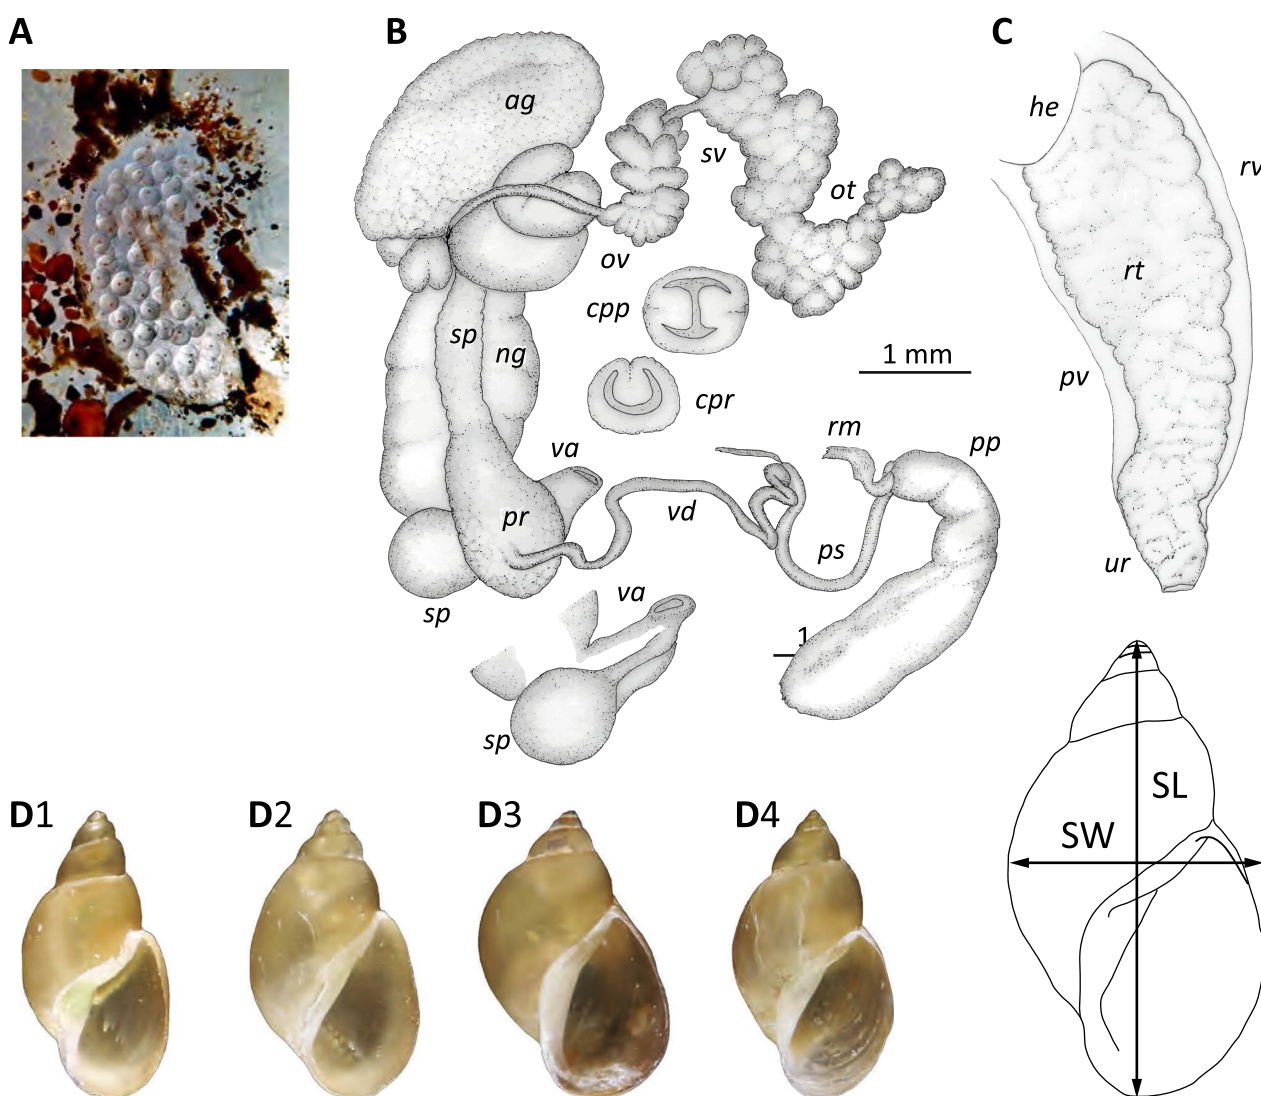 A
B
C
ag
he
rv
sv
ot
ov
cpp
rt
rt
sp
ng
1 mm
pv
cpr
va
rm
pp
pr
vd
ps
ur
sp
va
1
sp
SL
SW
D1
D2
D3
D4